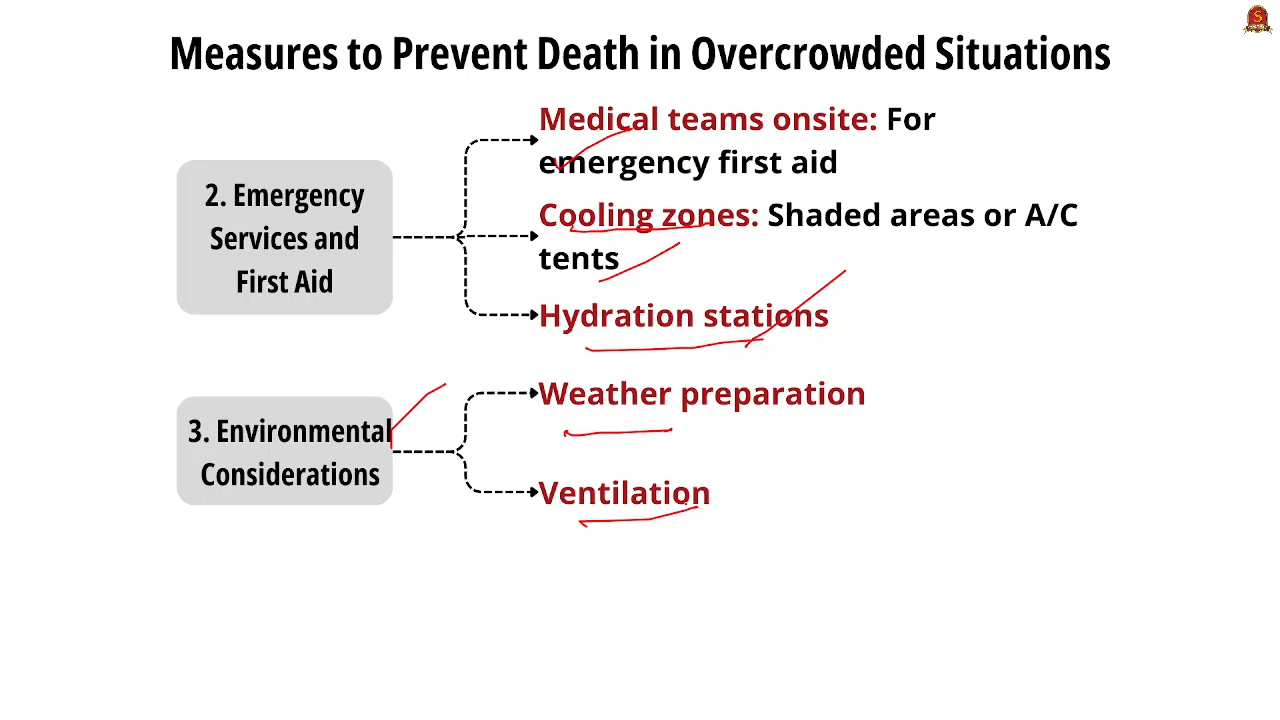 Measures to Prevent Death in Overcrowded Situations
2. Emergency
Services and
First Aid
Medical teams onsite: For
emergency first aid
Cooling zones: Shaded areas or A/C
tents
Hydration stations
3. Environmental
Considerations
Weather preparation
Ventilation